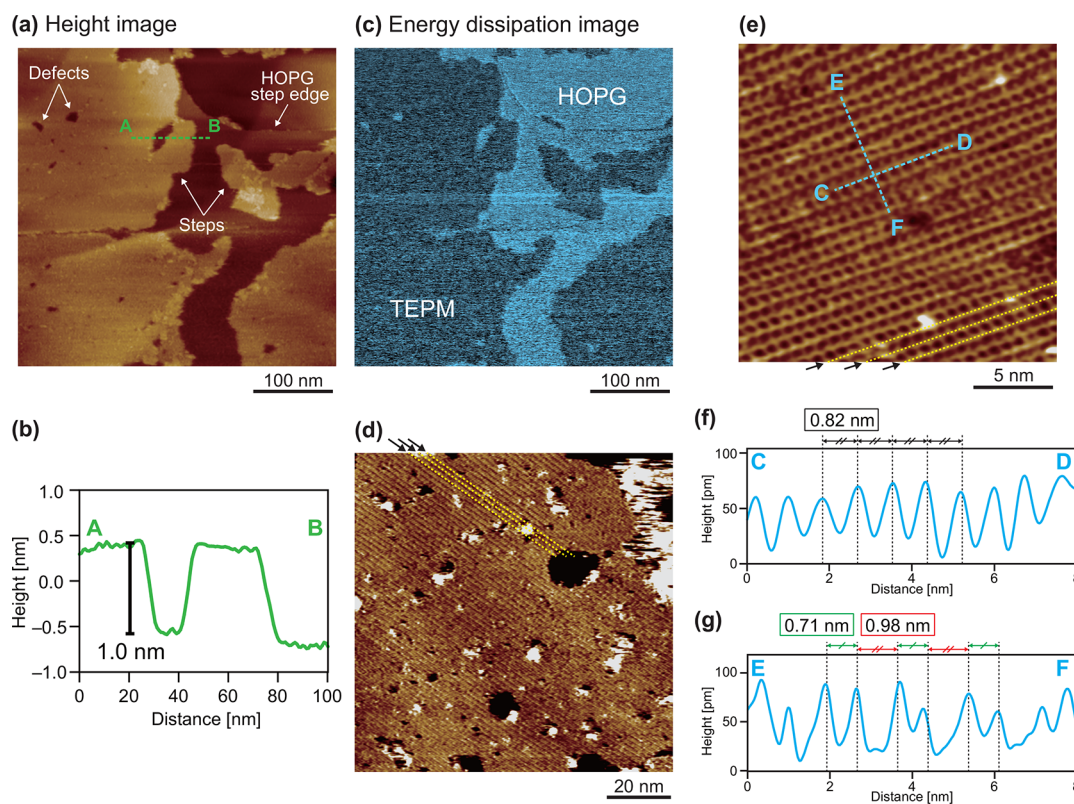 (a) Height image
Defects
HOPG
step edge
A
B
Steps
100 nm
(c) Energy dissipation image
HOPG
TEPM
100 nm
(e)
E
D
C
F
5 nm
(b)
1.0
0.5
0.0
–0.5
–1.0
Height [nm]
A
B
1.0 nm
0 20 40 60 80 100
Distance [nm]
(d)
20 nm
(f)
0.82 nm
100
50
0
Height [pm]
C
D
0 2 4 6 8
Distance [nm]
(g)
0.71 nm 0.98 nm
100
50
0
Height [pm]
E
F
0 2 4 6 8
Distance [nm]